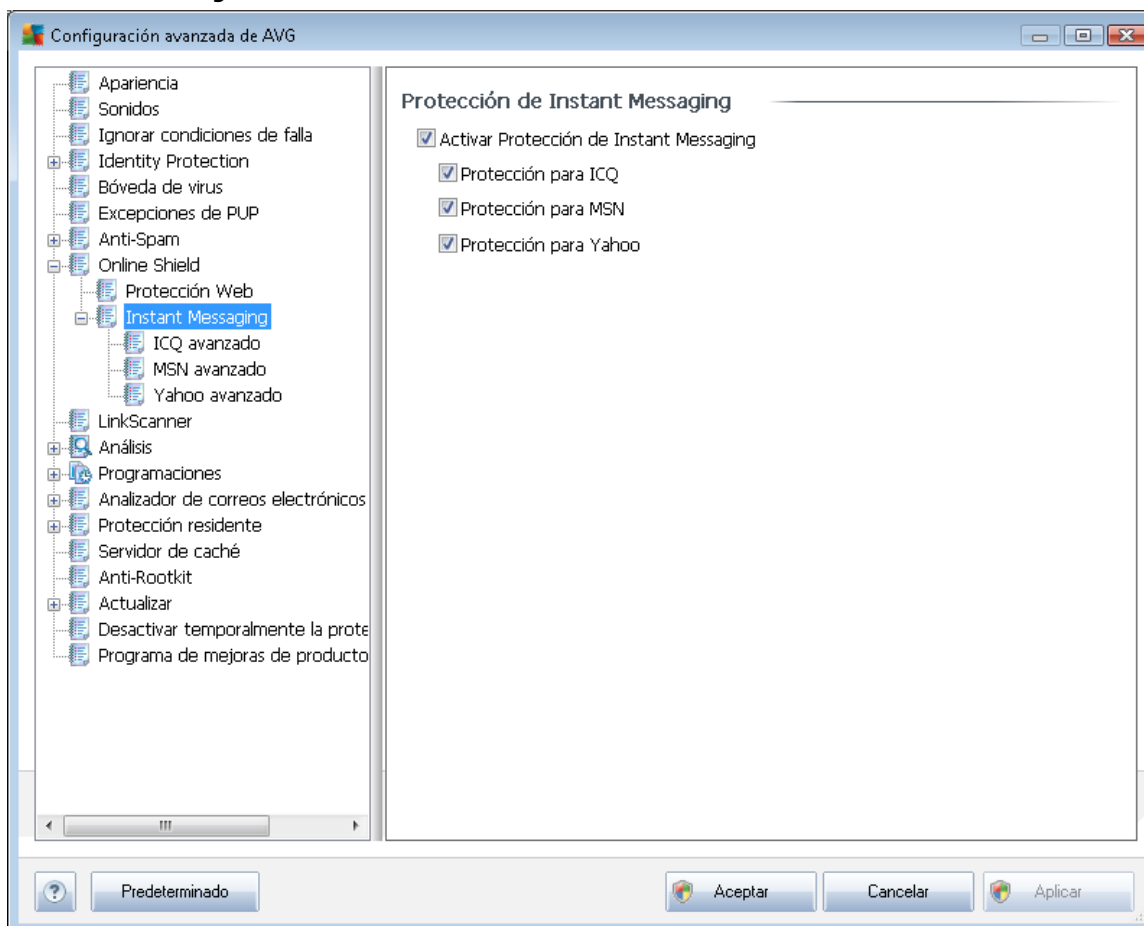 Configuración avanzada de AVG
Apariencia
Sonidos
Ignorar condiciones de falla
Identity Protection
Bóveda de virus
Excepciones de PUP
Anti-Spam
Online Shield
Protección Web
Instant Messaging
ICQ avanzado
MSN avanzado
Yahoo avanzado
LinkScanner
Análisis
Programaciones
Analizador de correos electrónicos
Protección residente
Servidor de caché
Anti-Rootkit
Actualizar
Desactivar temporalmente la prote
Programa de mejoras de producto
Protección de Instant Messaging
Activar Protección de Instant Messaging
Protección para ICQ
Protección para MSN
Protección para Yahoo
?
Predeterminado
Aceptar
Cancelar
Aplicar